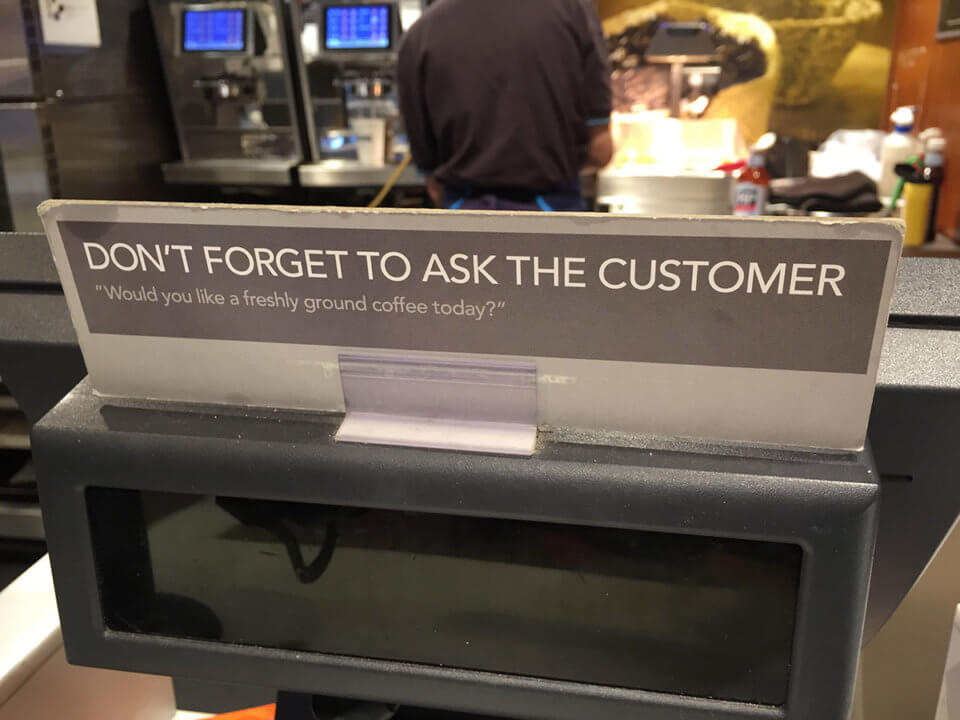 DON'T FORGET TO ASK THE CUSTOMER
"Would you like a freshly ground coffee today?"